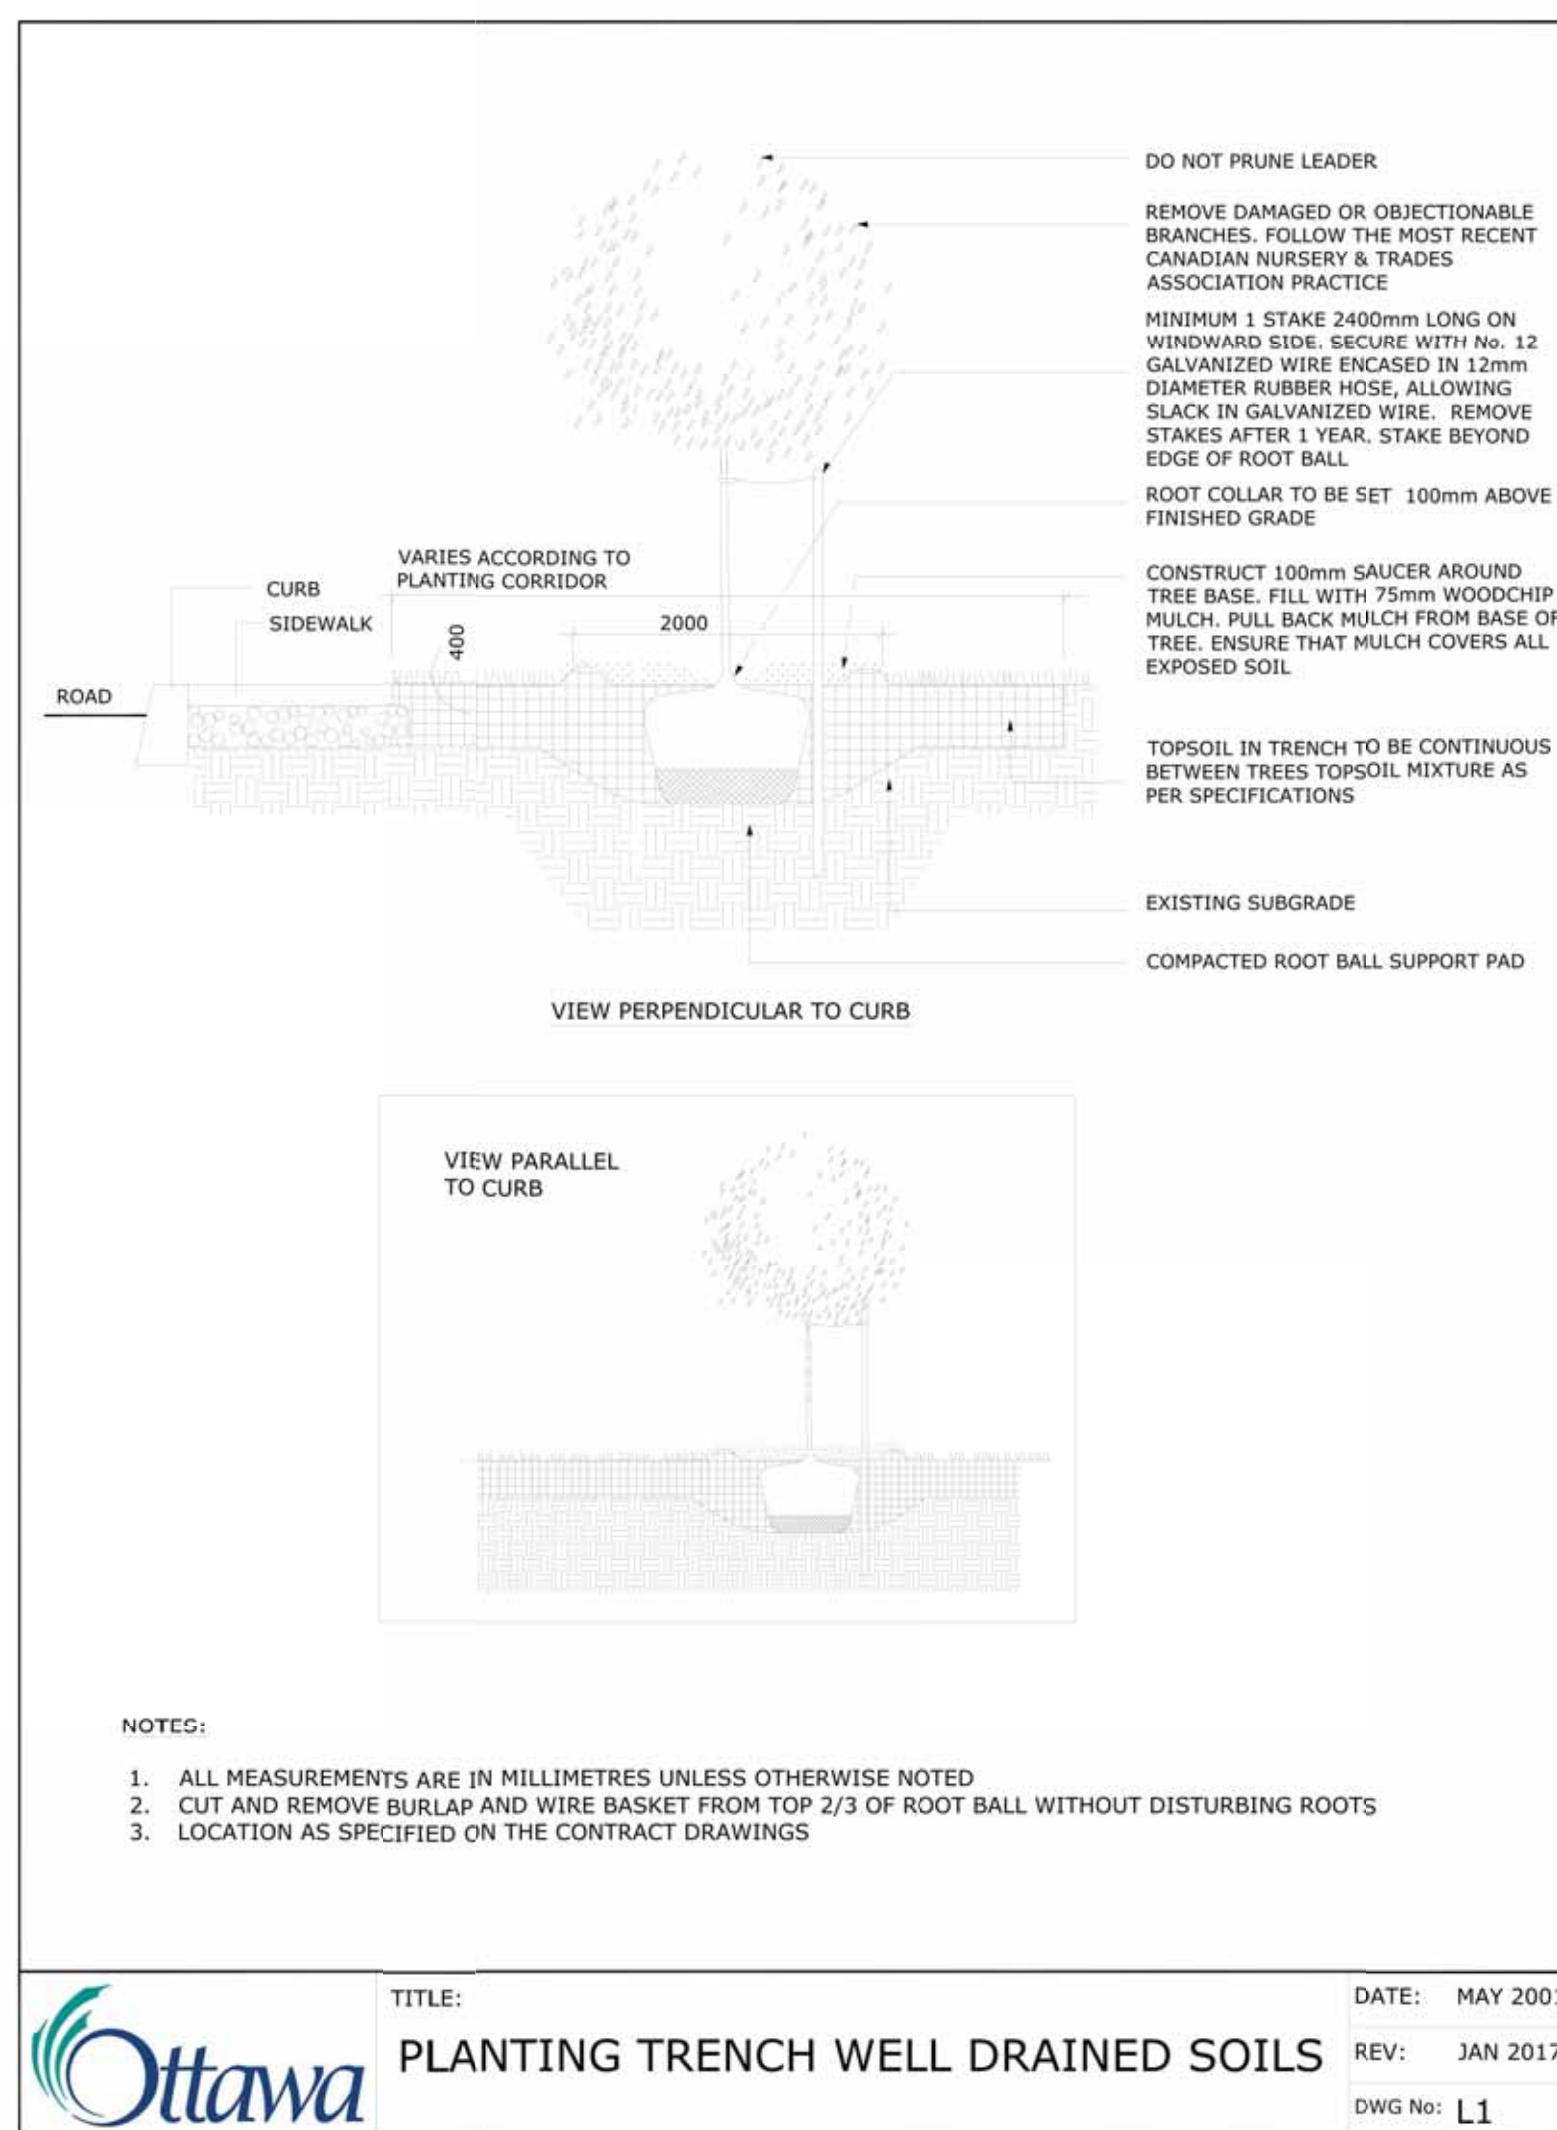 DO NOT PRUNE LEADER
REMOVE DAMAGED OR OBJECTIONABLE
BRANCHES. FOLLOW THE MOST RECENT
CANADIAN NURSERY & TRADES
ASSOCIATION PRACTICE
MINIMUM 1 STAKE 2400mm LONG ON
WINDWARD SIDE. SECURE WITH No. 12
GALVANIZED WIRE ENCASED IN 12mm
DIAMETER RUBBER HOSE, ALLOWING
SLACK IN GALVANIZED WIRE. REMOVE
STAKES AFTER 1 YEAR. STAKE BEYOND
EDGE OF ROOT BALL
ROOT COLLAR TO BE SET 100mm ABOVE
FINISHED GRADE
VARIES ACCORDING TO
PLANTING CORRIDOR
CURB
SIDEWALK
400
2000
ROAD
CONSTRUCT 100mm SAUCER AROUND
TREE BASE. FILL WITH 75mm WOODCHIP
MULCH. PULL BACK MULCH FROM BASE OF
TREE. ENSURE THAT MULCH COVERS ALL
EXPOSED SOIL
TOPSOIL IN TRENCH TO BE CONTINUOUS
BETWEEN TREES TOPSOIL MIXTURE AS
PER SPECIFICATIONS
EXISTING SUBGRADE
COMPACTED ROOT BALL SUPPORT PAD
VIEW PERPENDICULAR TO CURB
VIEW PARALLEL
TO CURB
NOTES:
1. ALL MEASUREMENTS ARE IN MILLIMETRES UNLESS OTHERWISE NOTED
2. CUT AND REMOVE BURLAP AND WIRE BASKET FROM TOP 2/3 OF ROOT BALL WITHOUT DISTURBING ROOTS
3. LOCATION AS SPECIFIED ON THE CONTRACT DRAWINGS
Ottawa
TITLE:
PLANTING TRENCH WELL DRAINED SOILS
DATE: MAY 2001
REV: JAN 2017
DWG No: L1